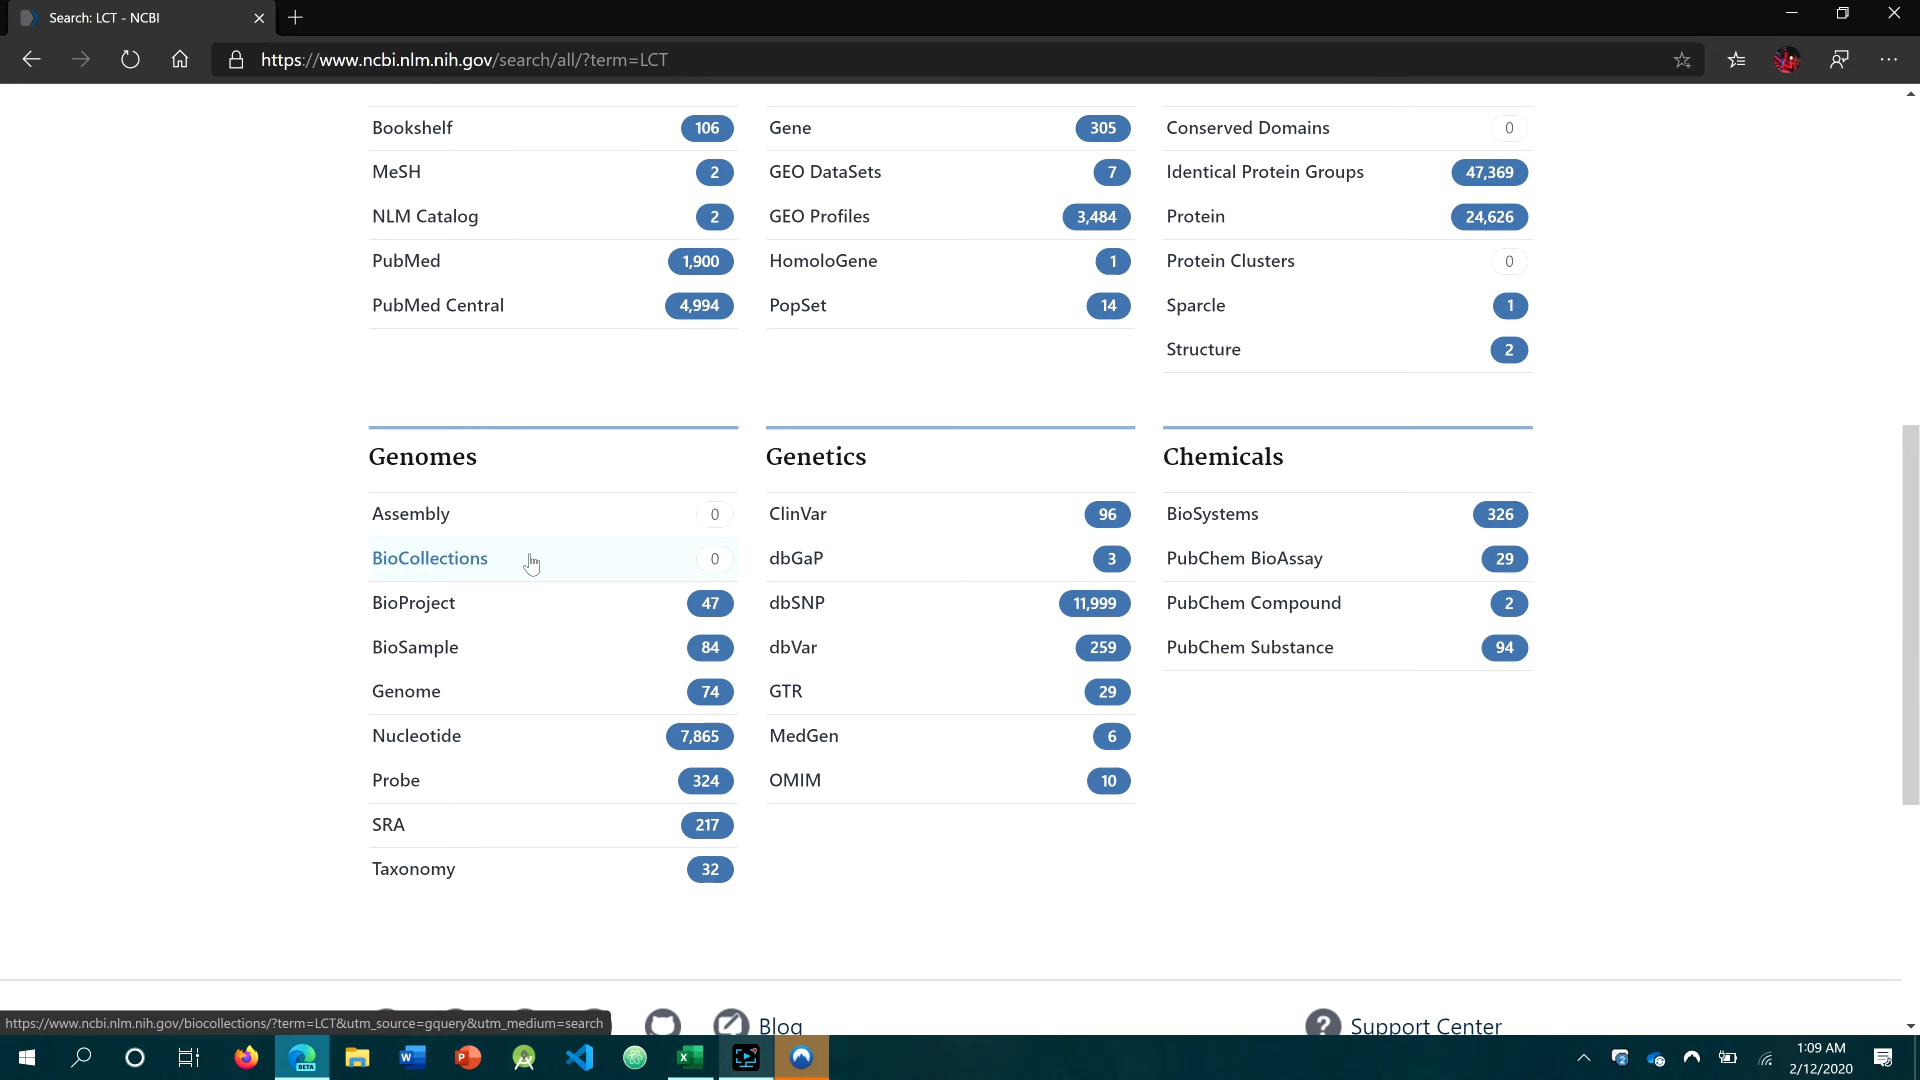 Search: LCT - NCBI
https://www.ncbi.nlm.nih.gov/search/all/?term=LCT
Bookshelf 106
MeSH 2
NLM Catalog 2
PubMed 1,900
PubMed Central 4,994
Gene 305
GEO DataSets 7
GEO Profiles 3,484
HomoloGene 1
PopSet 14
Conserved Domains 0
Identical Protein Groups 47,369
Protein 24,626
Protein Clusters 0
Sparcle 1
Structure 2
Genomes
Assembly 0
BioCollections 0
BioProject 47
BioSample 84
Genome 74
Nucleotide 7,865
Probe 324
SRA 217
Taxonomy 32
Genetics
ClinVar 96
dbGaP 3
dbSNP 11,999
dbVar 259
GTR 29
MedGen 6
OMIM 10
Chemicals
BioSystems 326
PubChem BioAssay 29
PubChem Compound 2
PubChem Substance 94
Blog
Support Center
https://www.ncbi.nlm.nih.gov/biocollections/?term=LCT&utm_source=gquery&utm_medium=search
BETA
1:09 AM
2/12/2020